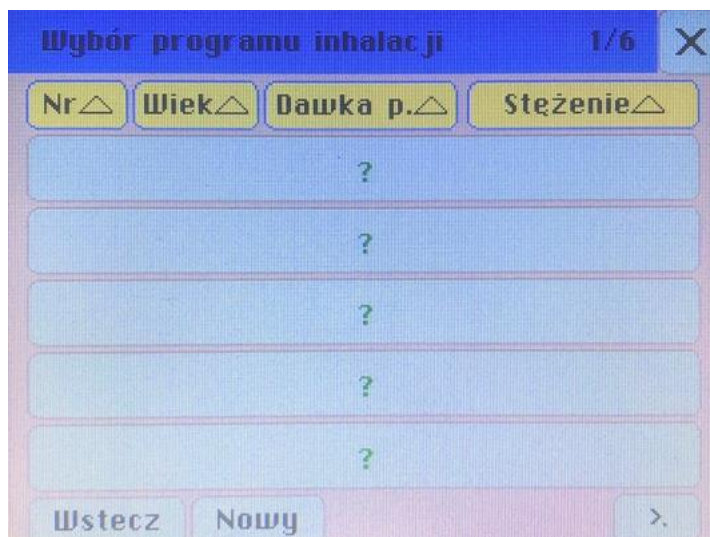 Wybór programu inhalacji 1/6 X
Nr△ Wiek△ Dawka p.△ Stężenie△
?
?
?
?
?
Wstecz Nowy >.